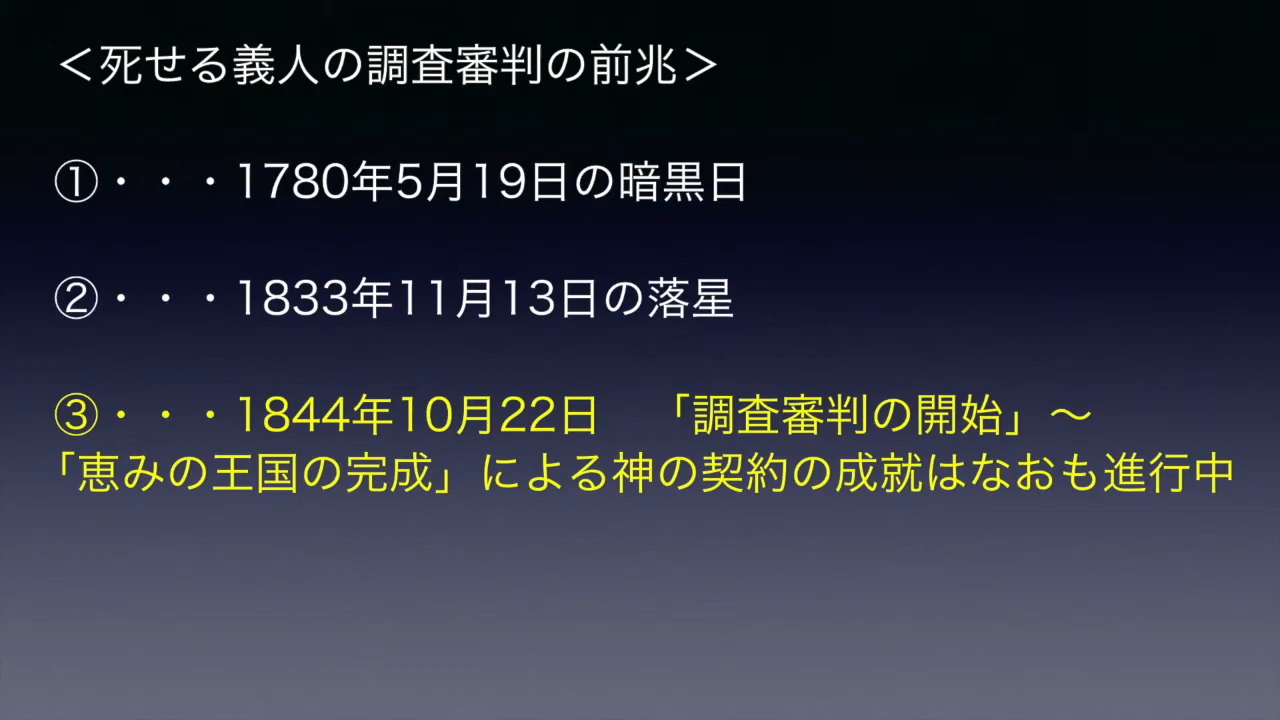 ＜死せる義人の調査審判の前兆＞
①・・・1780年5月19日の暗黒日
②・・・1833年11月13日の落星
③・・・1844年10月22日　「調査審判の開始」〜
「恵みの王国の完成」による神の契約の成就はなおも進行中